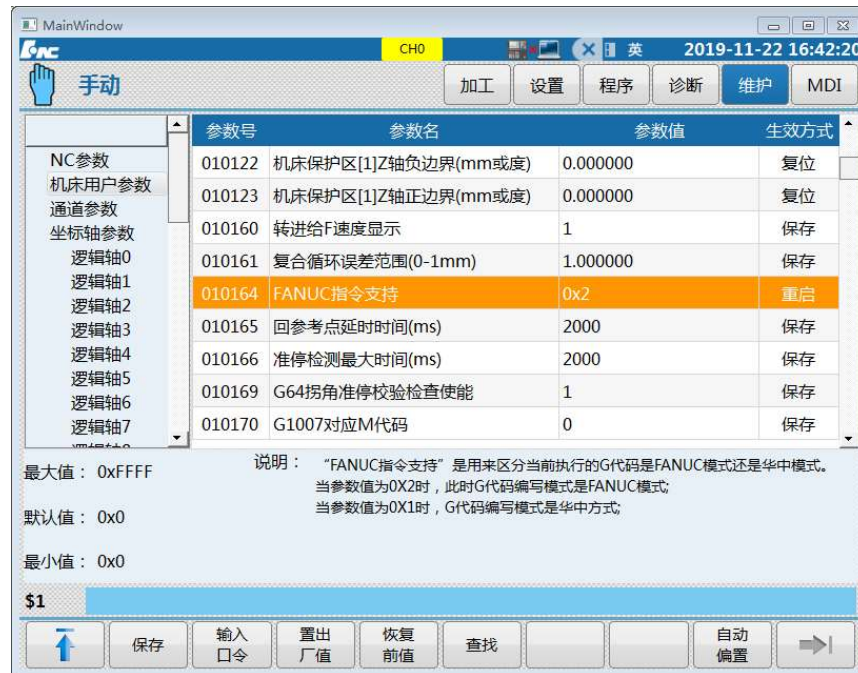 MainWindow
CH0
英
2019-11-22 16:42:20
手动
加工 设置 程序 诊断 维护 MDI
参数号 参数名 参数值 生效方式
NC参数
机床用户参数
通道参数
坐标轴参数
逻辑轴0
逻辑轴1
逻辑轴2
逻辑轴3
逻辑轴4
逻辑轴5
逻辑轴6
逻辑轴7
010122 机床保护区[1]Z轴负边界(mm或度) 0.000000 复位
010123 机床保护区[1]Z轴正边界(mm或度) 0.000000 复位
010160 转进给F速度显示 1 保存
010161 复合循环误差范围(0-1mm) 1.000000 保存
010164 FANUC指令支持 0x2 重启
010165 回参考点延时时间(ms) 2000 保存
010166 准停检测最大时间(ms) 2000 保存
010169 G64拐角准停校验检查使能 1 保存
010170 G1007对应M代码 0 保存
最大值： 0xFFFF
默认值： 0x0
最小值： 0x0
说明： “FANUC指令支持”是用来区分当前执行的G代码是FANUC模式还是华中模式。
当参数值为0X2时，此时G代码编写模式是FANUC模式;
当参数值为0X1时，G代码编写模式是华中方式;
$1
保存
输入
口令
置出
厂值
恢复
前值
查找
自动
偏置